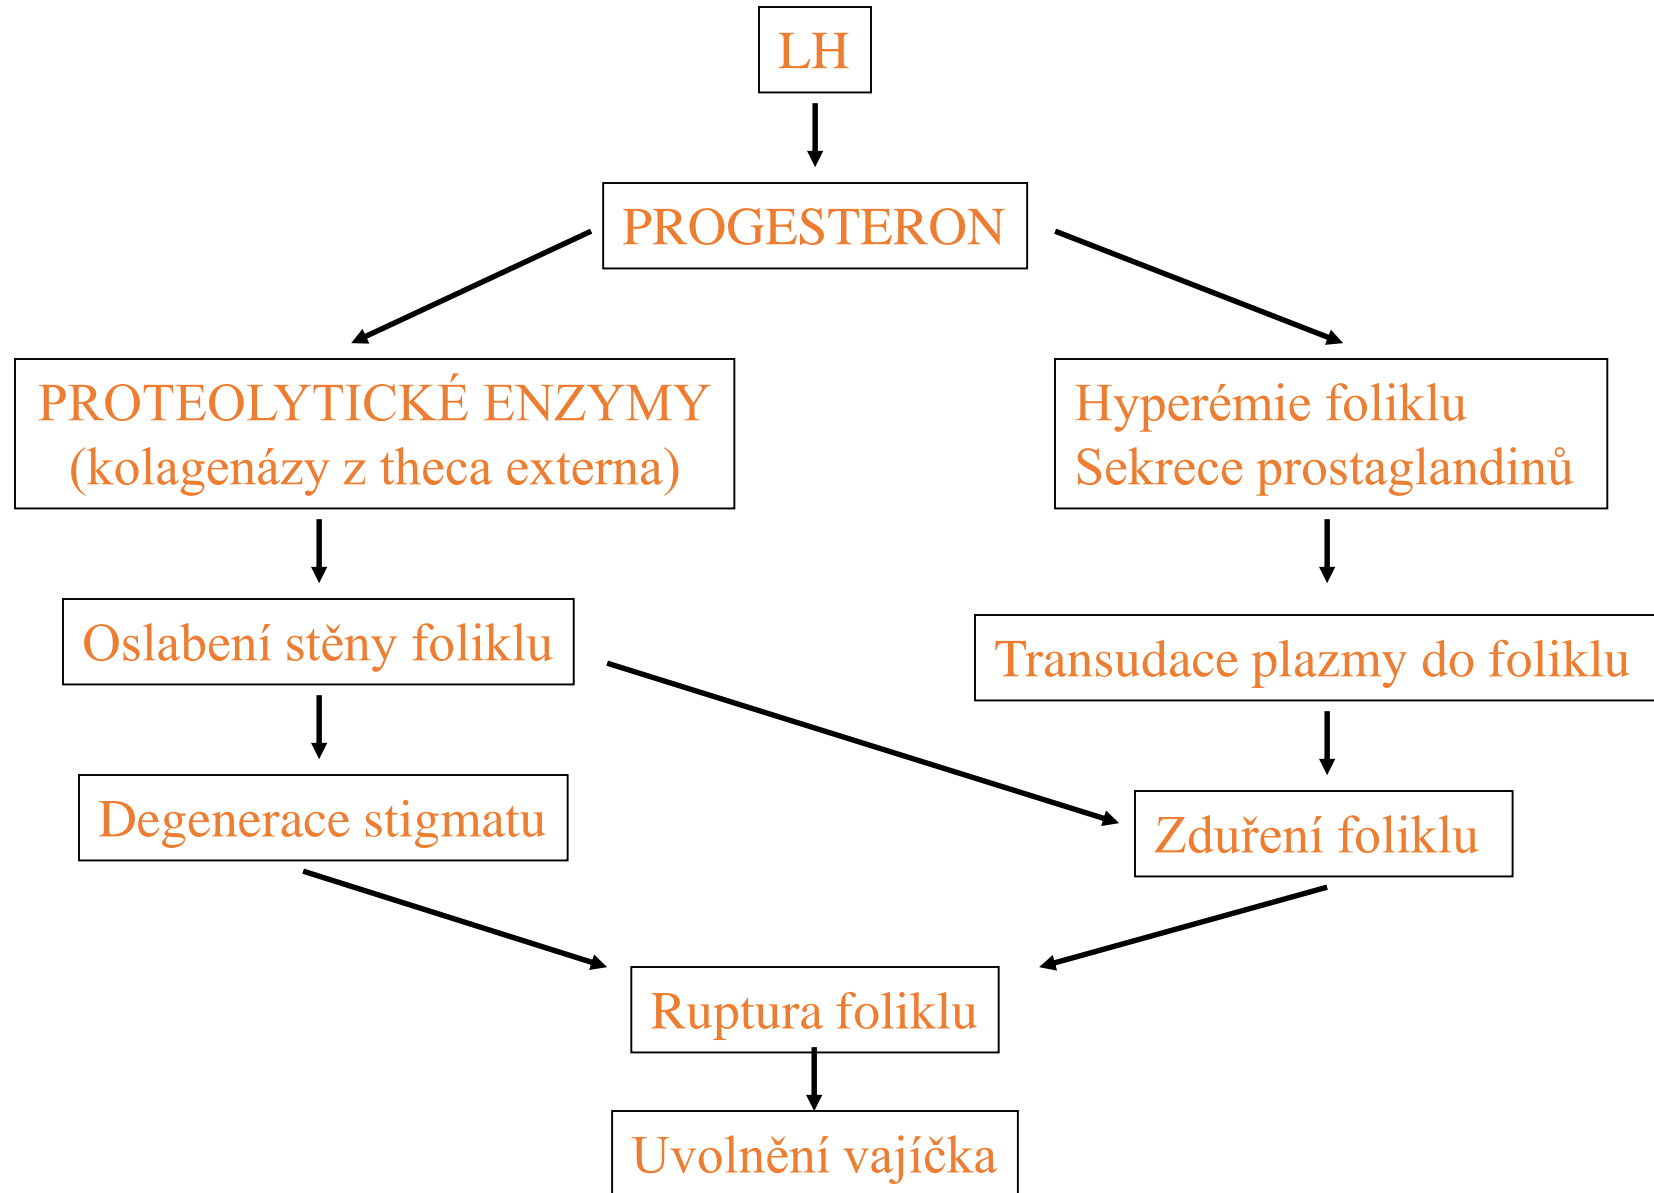 LH
PROGESTERON
PROTEOLYTICKÉ ENZYMY
(kolagenázy z theca externa)
Hyperémie foliklu
Sekrece prostaglandinů
Oslabení stěny foliklu
Transudace plazmy do foliklu
Degenerace stigmatu
Zduření foliklu
Ruptura foliklu
Uvolnění vajíčka